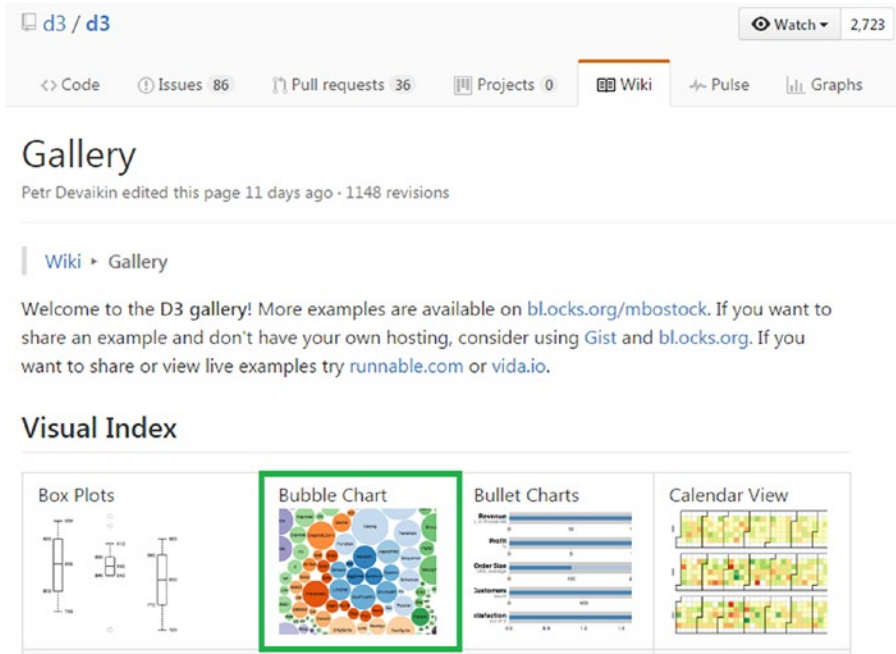 d3 / d3
Watch 2,723
Code Issues 86 Pull requests 36 Projects 0 Wiki Pulse Graphs
Gallery
Petr Devaikin edited this page 11 days ago · 1148 revisions
Wiki ▸ Gallery
Welcome to the D3 gallery! More examples are available on bl.ocks.org/mbostock. If you want to
share an example and don't have your own hosting, consider using Gist and bl.ocks.org. If you
want to share or view live examples try runnable.com or vida.io.
Visual Index
Box Plots
Bubble Chart
Bullet Charts
Revenue
Profit
Order Size
Customers
Calendar View